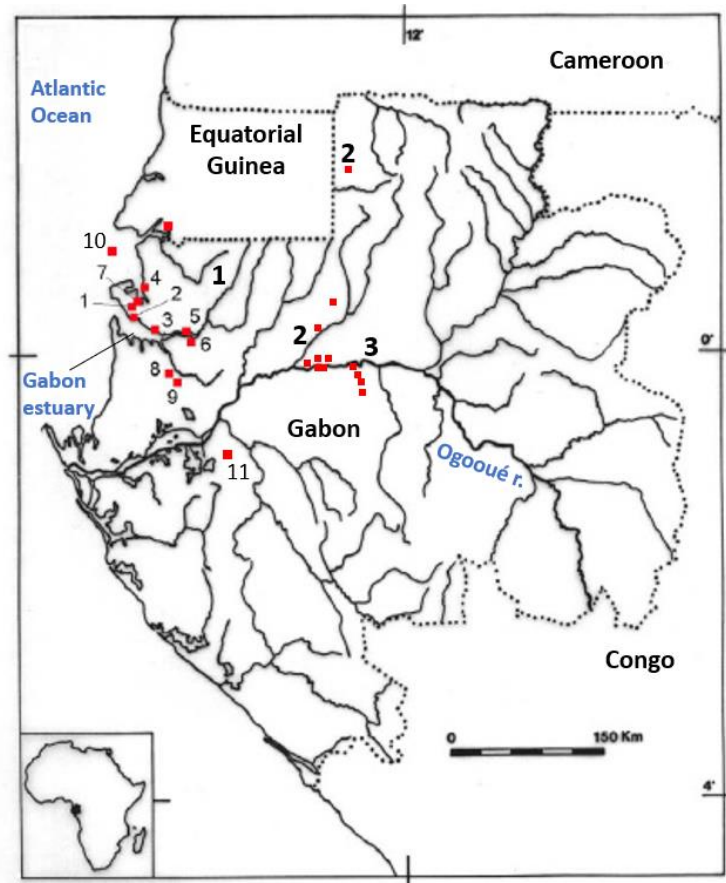 12'
Cameroon
Atlantic
Ocean
Equatorial
Guinea
2
10
1
7
4
1
2
3
5
6
2
3
0'
8
9
Gabon
estuary
Gabon
Ogooué r.
11
Congo
0
150 Km
4'